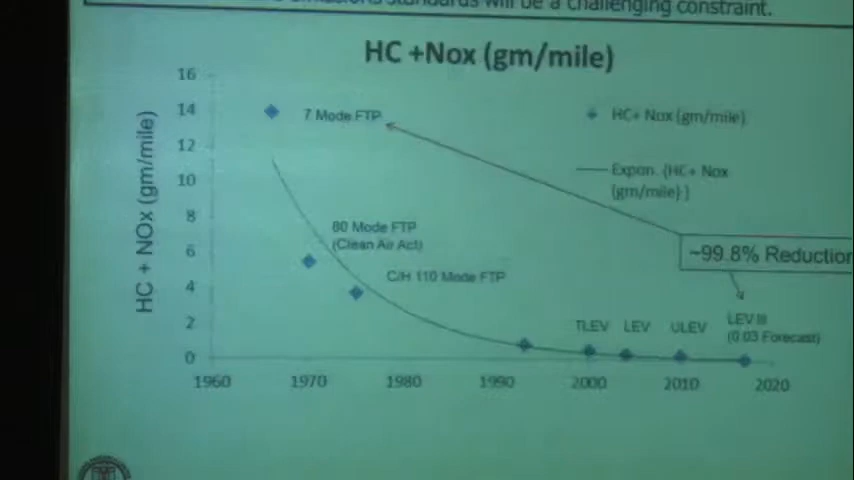 standards will be a challenging constraint.
HC +Nox (gm/mile)
16
14
12
10
8
6
4
2
0
HC + NOx (gm/mile)
7 Mode FTP
80 Mode FTP
(Clean Air Act)
C/H 110 Mode FTP
TLEV
LEV
ULEV
LEV III
(0.03 Forecast)
HC+ Nox (gm/mile)
Expon. (HC+ Nox
(gm/mile) )
~99.8% Reduction
1960
1970
1980
1990
2000
2010
2020